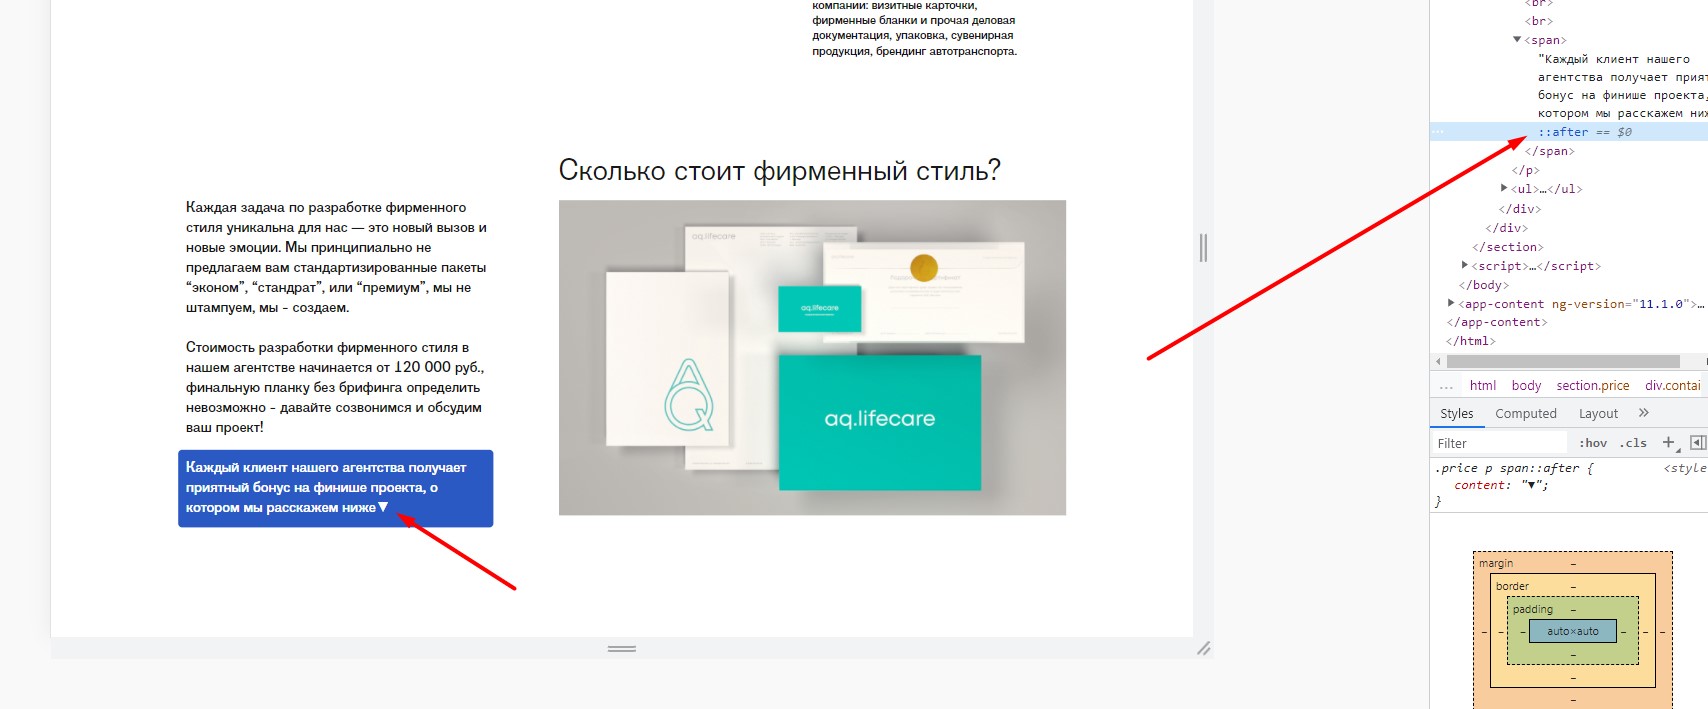 компании: визитные карточки,
фирменные бланки и прочая деловая
документация, упаковка, сувенирная
продукция, брендинг автотранспорта.
Сколько стоит фирменный стиль?
Каждая задача по разработке фирменного
стиля уникальна для нас — это новый вызов и
новые эмоции. Мы принципиально не
предлагаем вам стандартизированные пакеты
“эконом”, “стандрат”, или “премиум”, мы не
штампуем, мы - создаем.
Стоимость разработки фирменного стиля в
нашем агентстве начинается от 120 000 руб.,
финальную планку без брифинга определить
невозможно - давайте созвонимся и обсудим
ваш проект!
Каждый клиент нашего агентства получает
приятный бонус на финише проекта, о
котором мы расскажем ниже▼
aq.lifecare
aq.lifecare
aq.lifecare
<br>
<br>
▼<span>
"Каждый клиент нашего
агентства получает прият
бонус на финише проекта,
котором мы расскажем ниж
... ::after == $0
</span>
</p>
▶<ul>…</ul>
</div>
</div>
</section>
▶<script>…</script>
</body>
▶<app-content ng-version="11.1.0">…
</app-content>
</html>
... html body section.price div.contai
Styles Computed Layout »
Filter :hov .cls +
.price p span::after { <style
content: "▼";
}
margin –
border –
padding –
– – – auto×auto – – –
–
–
–